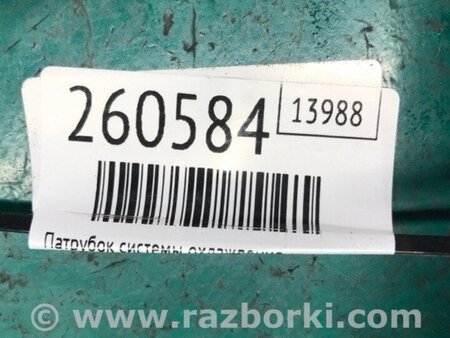 260584
13988
Патрубок системы охлаждения
www.razborki.com